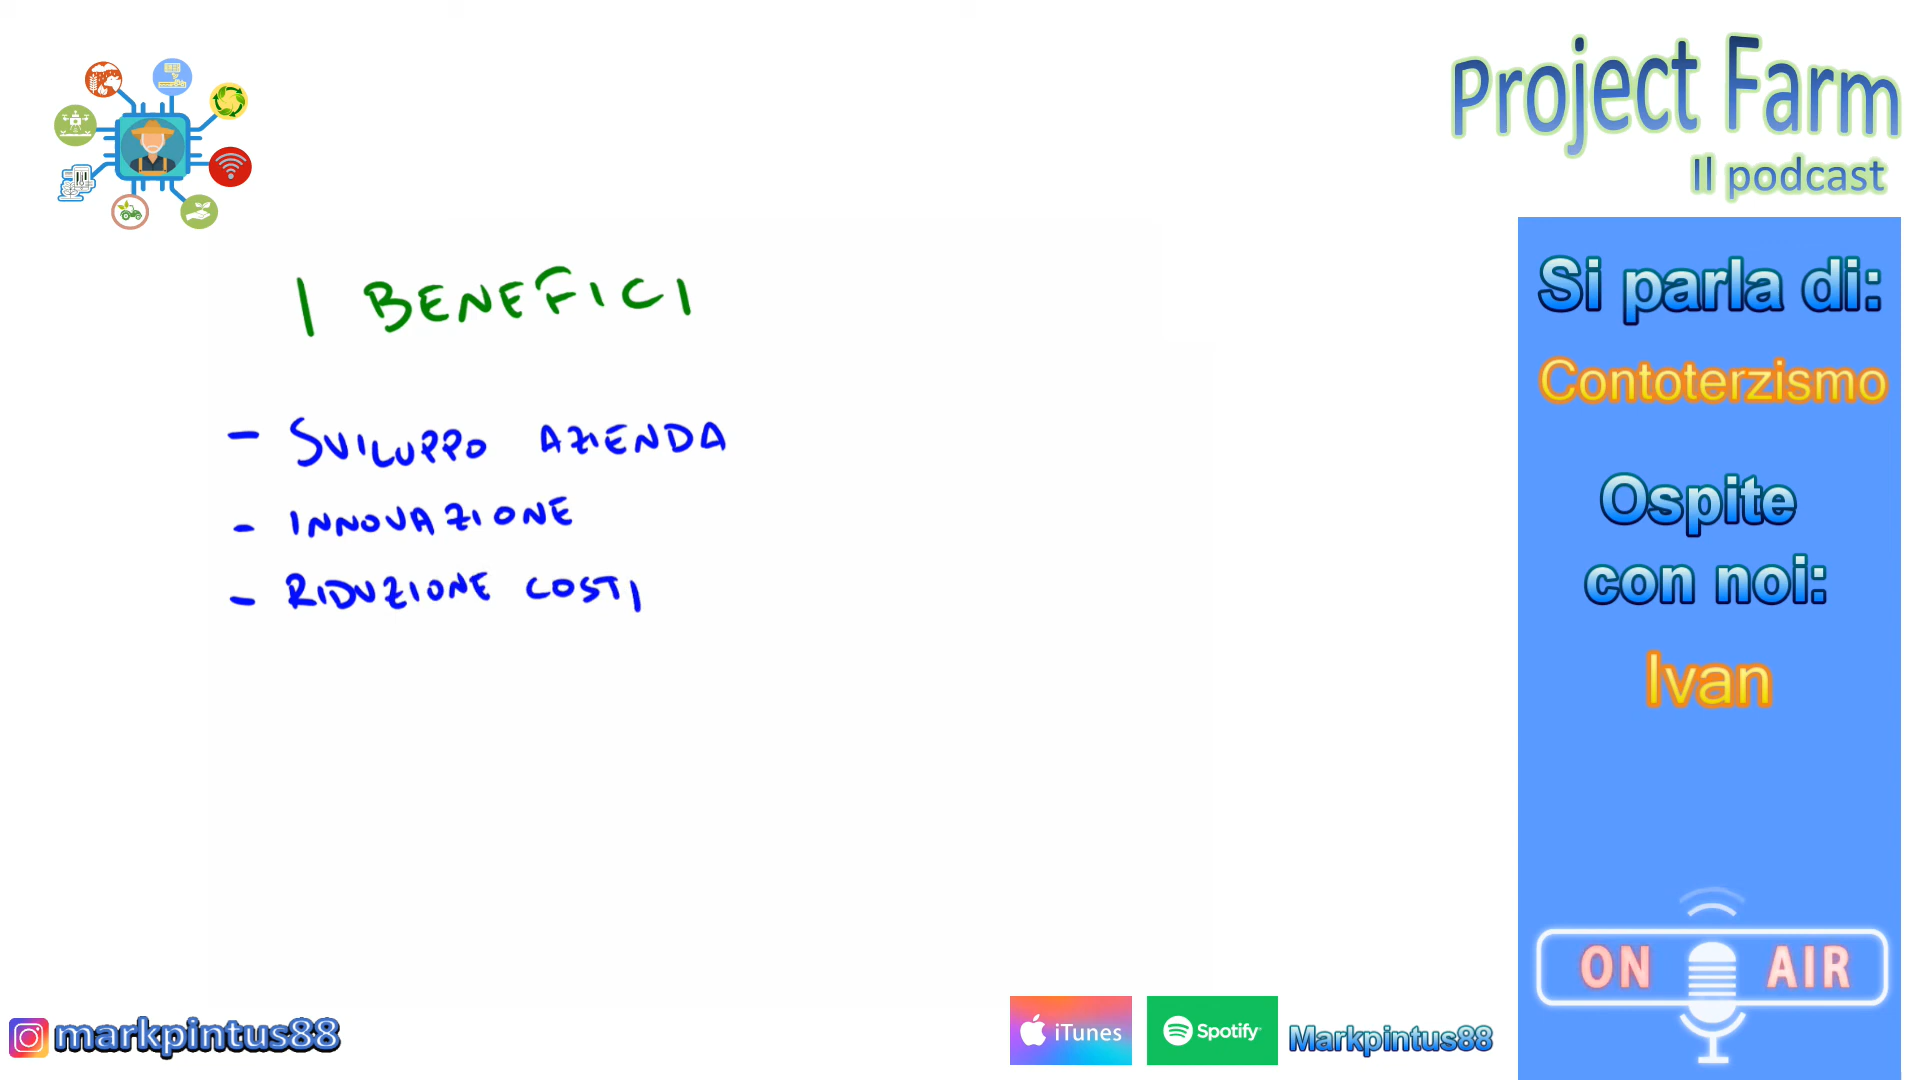 Project Farm
Il podcast
I BENEFICI
- SVILUPPO AZIENDA
- INNOVAZIONE
- RIDUZIONE COSTI
Si parla di:
Contoterzismo
Ospite
con noi:
Ivan
ON AIR
markpintus88
iTunes
Spotify
Markpintus88